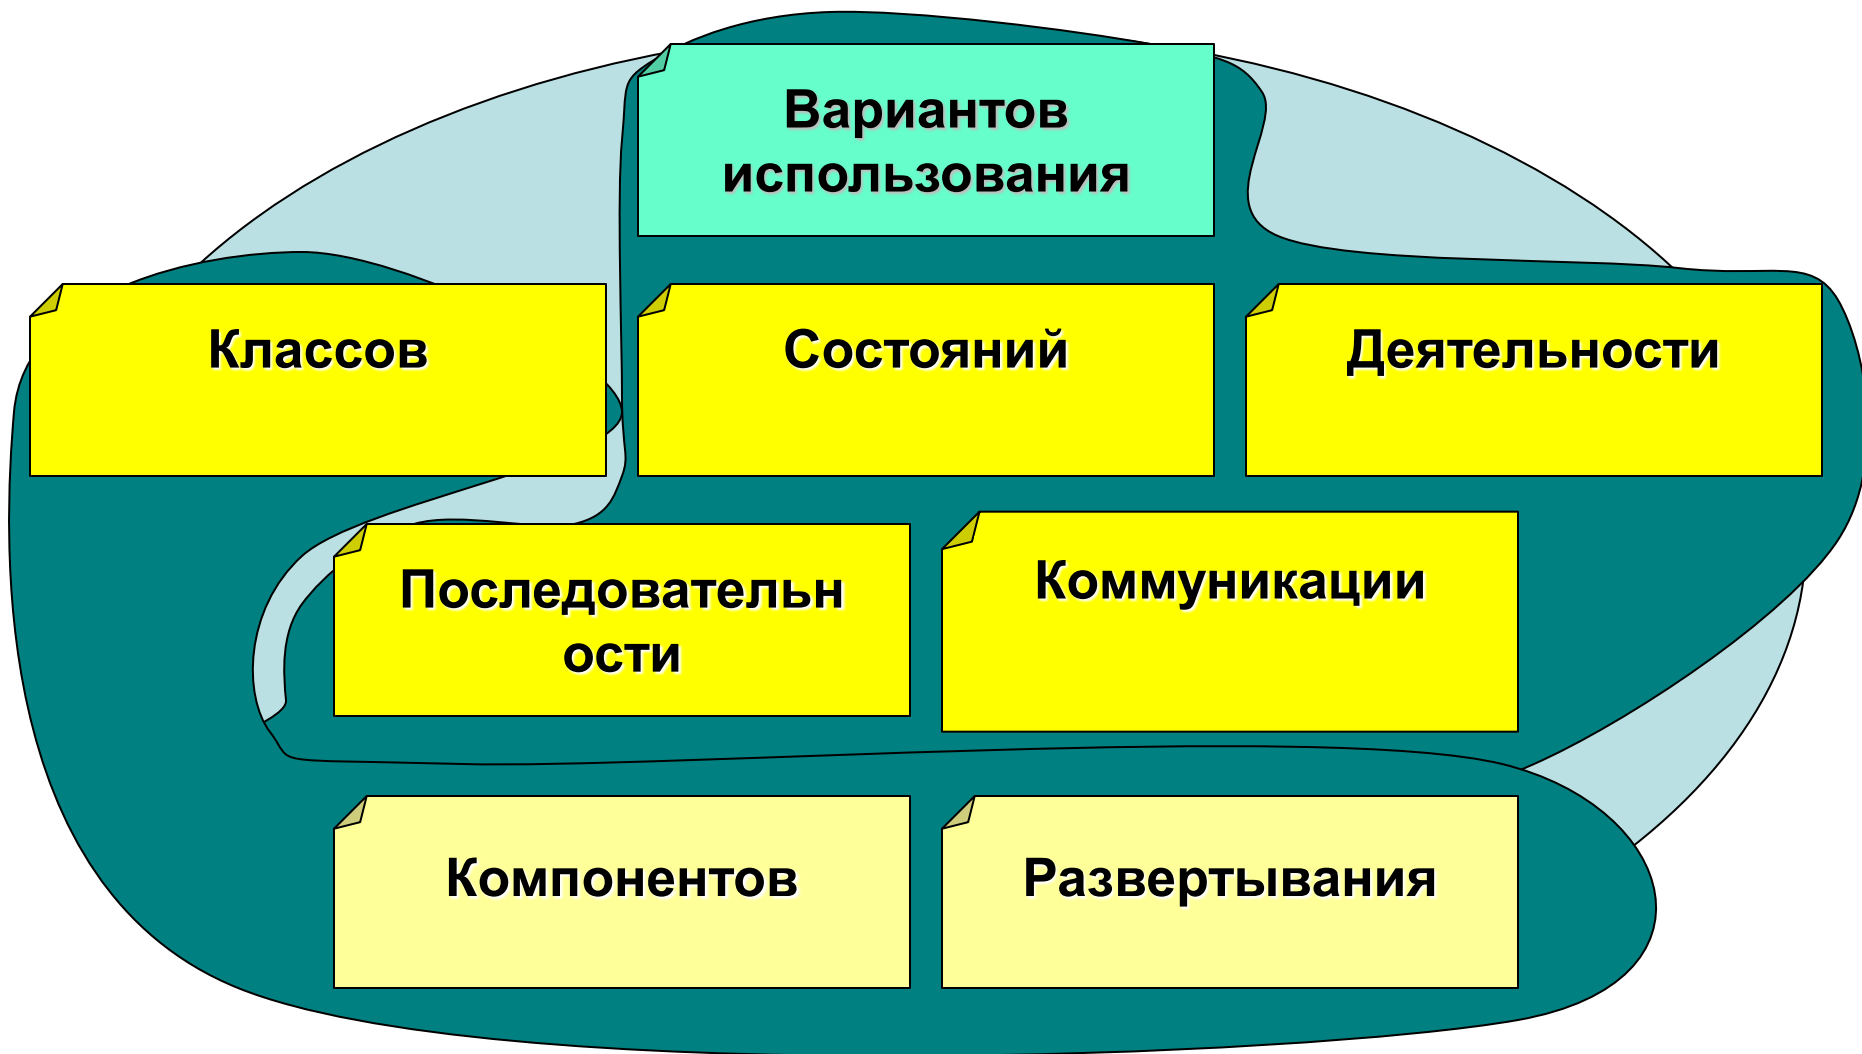 Вариантов
использования
Классов
Состояний
Деятельности
Последовательн
ости
Коммуникации
Компонентов
Развертывания